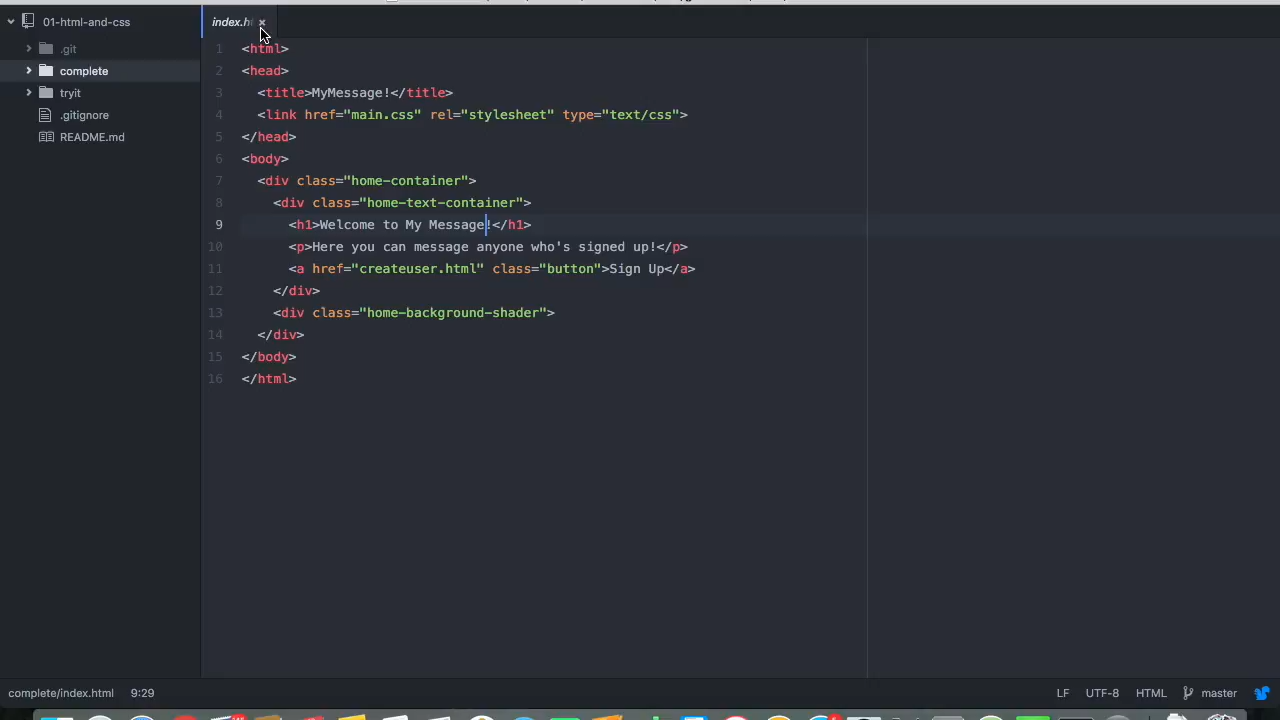 01-html-and-css
.git
complete
tryit
.gitignore
README.md
index.h
1 <html>
2 <head>
3 <title>MyMessage!</title>
4 <link href="main.css" rel="stylesheet" type="text/css">
5 </head>
6 <body>
7 <div class="home-container">
8 <div class="home-text-container">
9 <h1>Welcome to My Message!</h1>
10 <p>Here you can message anyone who's signed up!</p>
11 <a href="createuser.html" class="button">Sign Up</a>
12 </div>
13 <div class="home-background-shader">
14 </div>
15 </body>
16 </html>
complete/index.html 9:29 LF UTF-8 HTML master